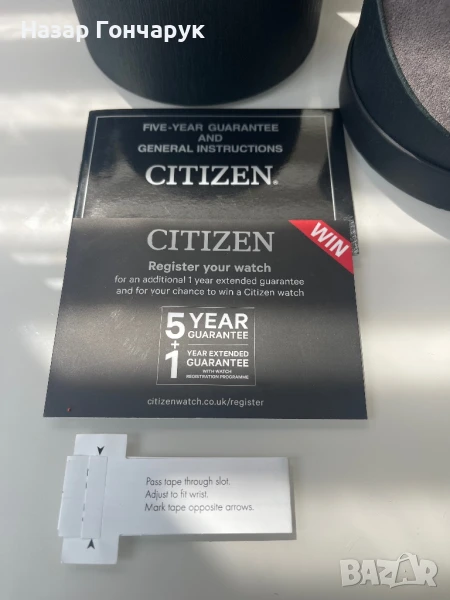 Назар Гончарук
FIVE-YEAR GUARANTEE
AND
GENERAL INSTRUCTIONS
CITIZEN®
CITIZEN
WIN
Register your watch
for an additional 1 year extended guarantee
and for your chance to win a Citizen watch
5 YEAR
GUARANTEE
+
1 YEAR EXTENDED
GUARANTEE
WITH WATCH
REGISTRATION PROGRAMME
citizenwatch.co.uk/register
Pass tape through slot.
Adjust to fit wrist.
Mark tape opposite arrows.
BAZAR